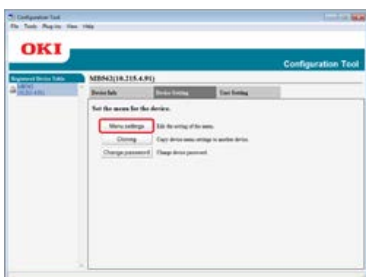 Configuration Tool
File Tools Plug-ins View Help
OKI
Configuration Tool
Registered Device Table
MB562(10.215.4.91)
Device Info Device Setting User Setting
Set the menu for the device.
Menu settings Edit the setting of the menu.
Cloning Copy device menu settings to another device.
Change password Change device password.